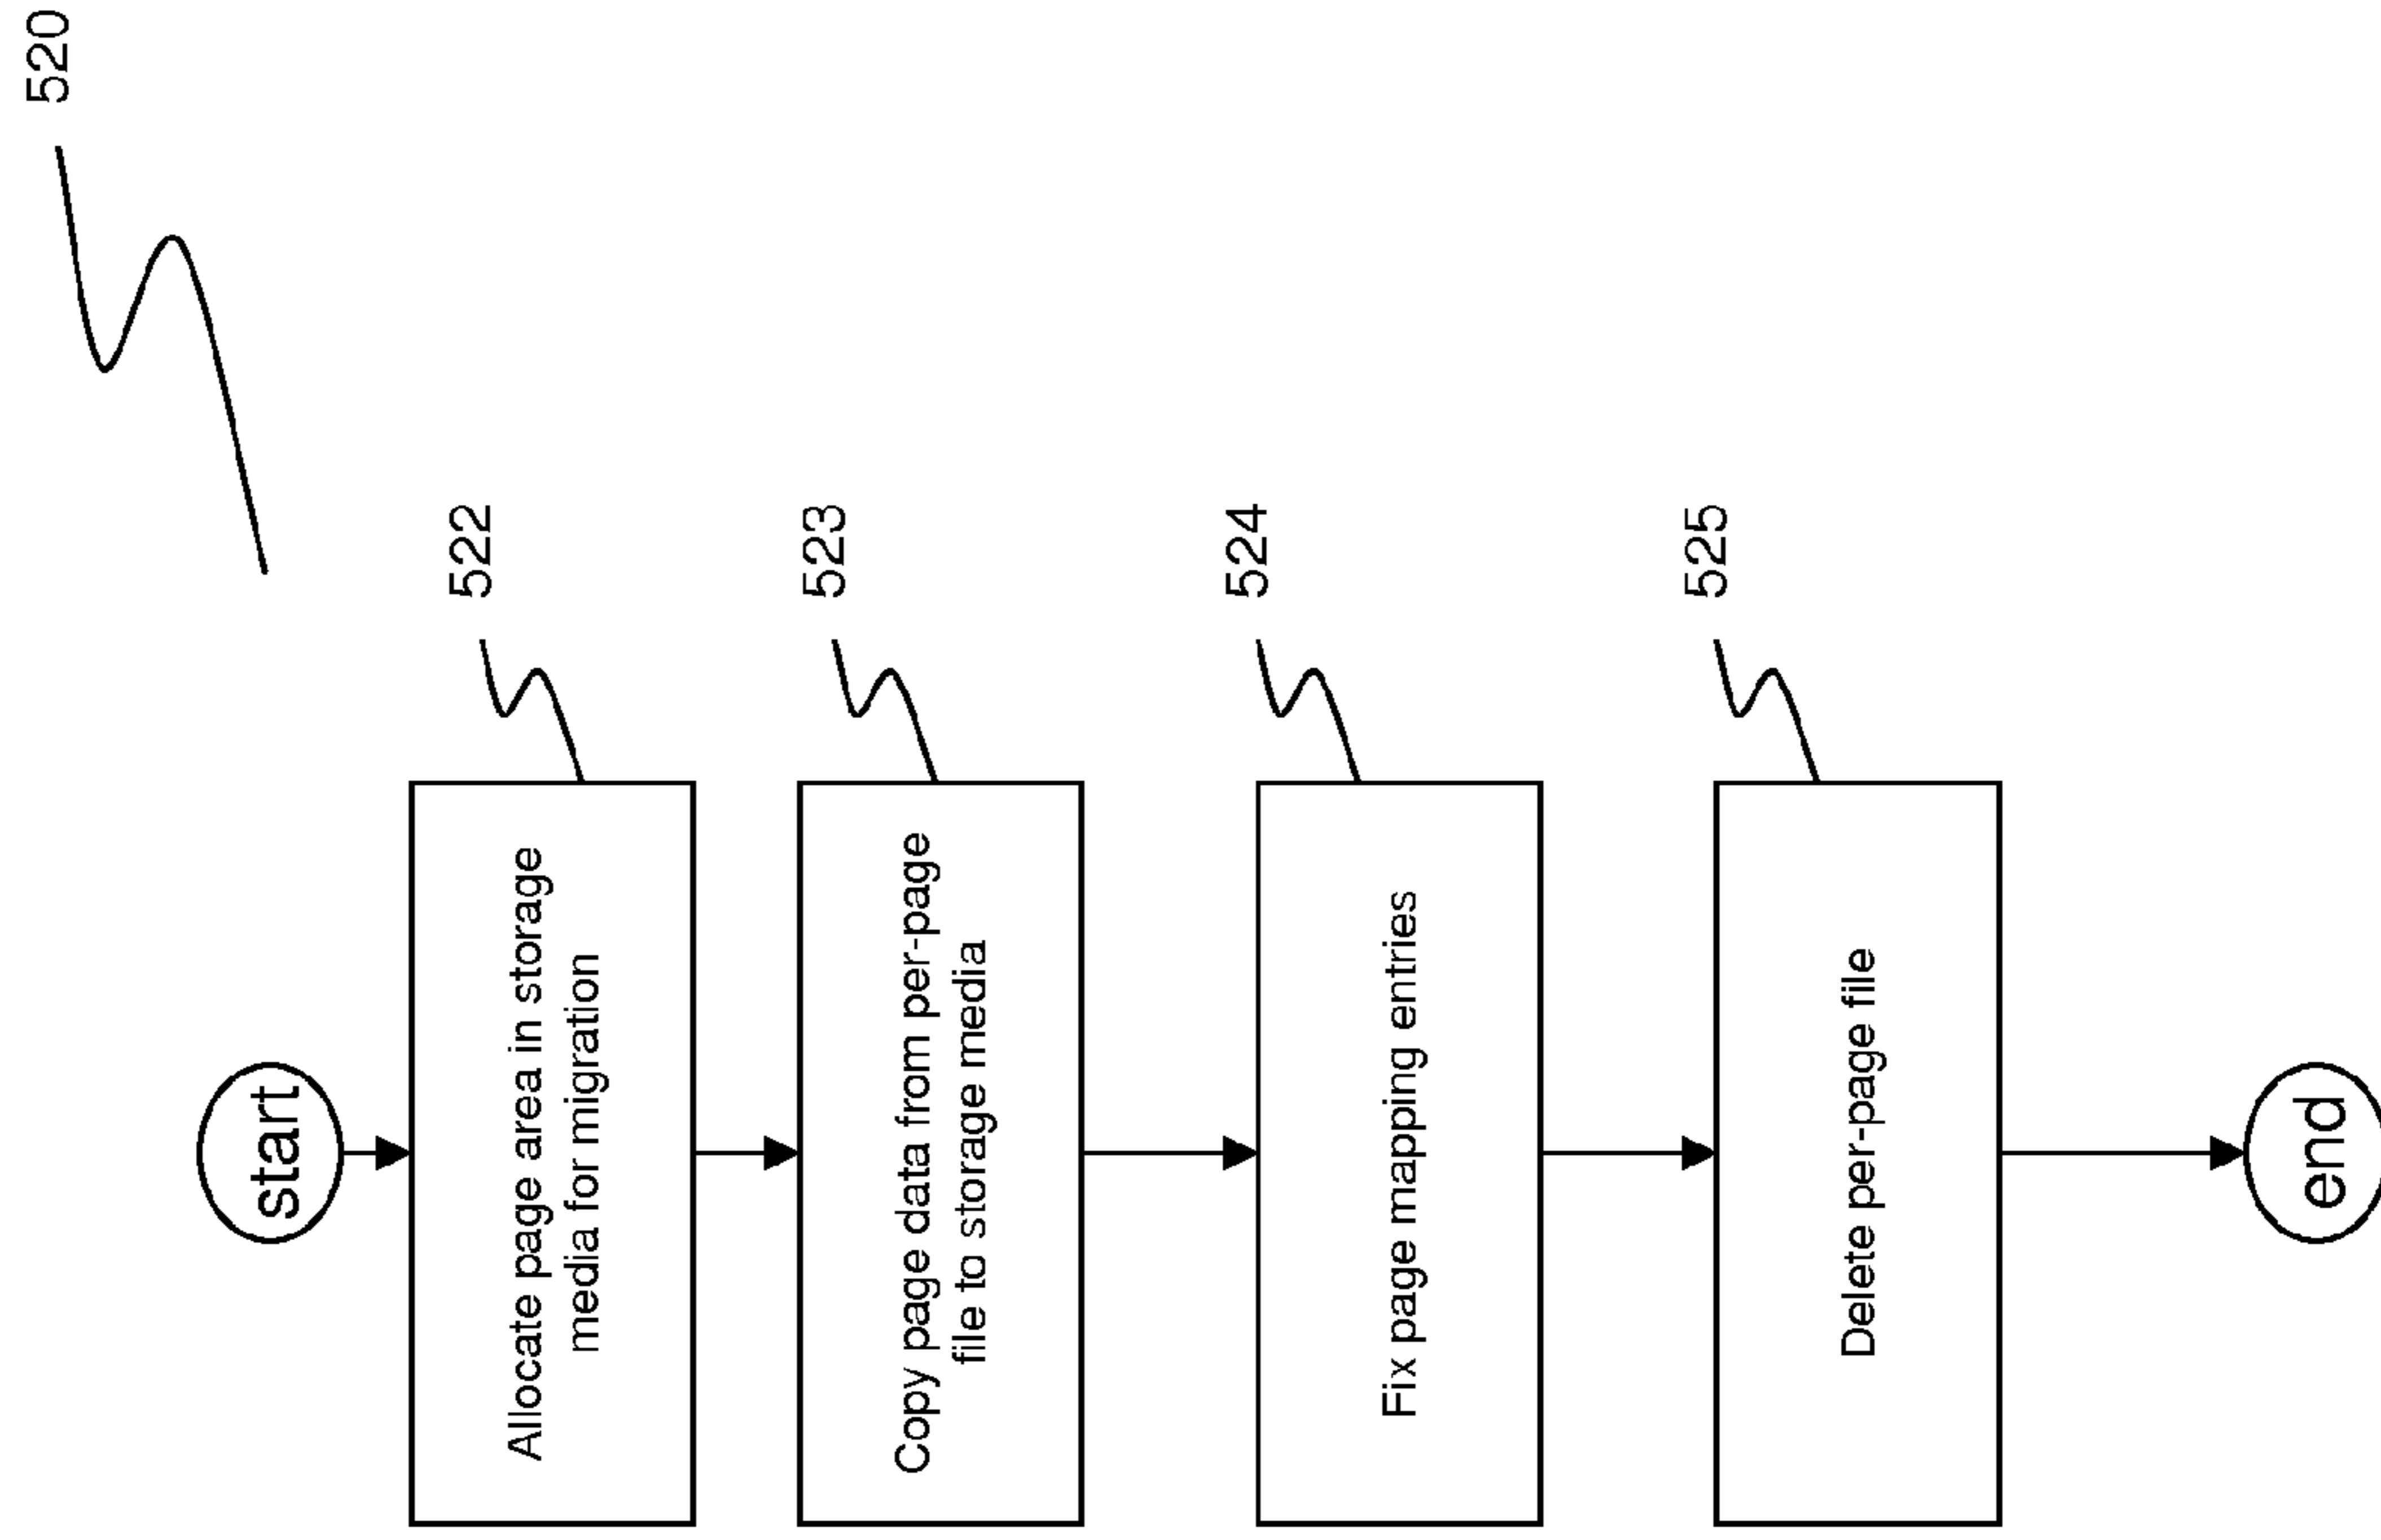 520
start
522
Allocate page area in storage
media for migration
523
Copy page data from per-page
file to storage media
524
Fix page mapping entries
525
Delete per-page file
end